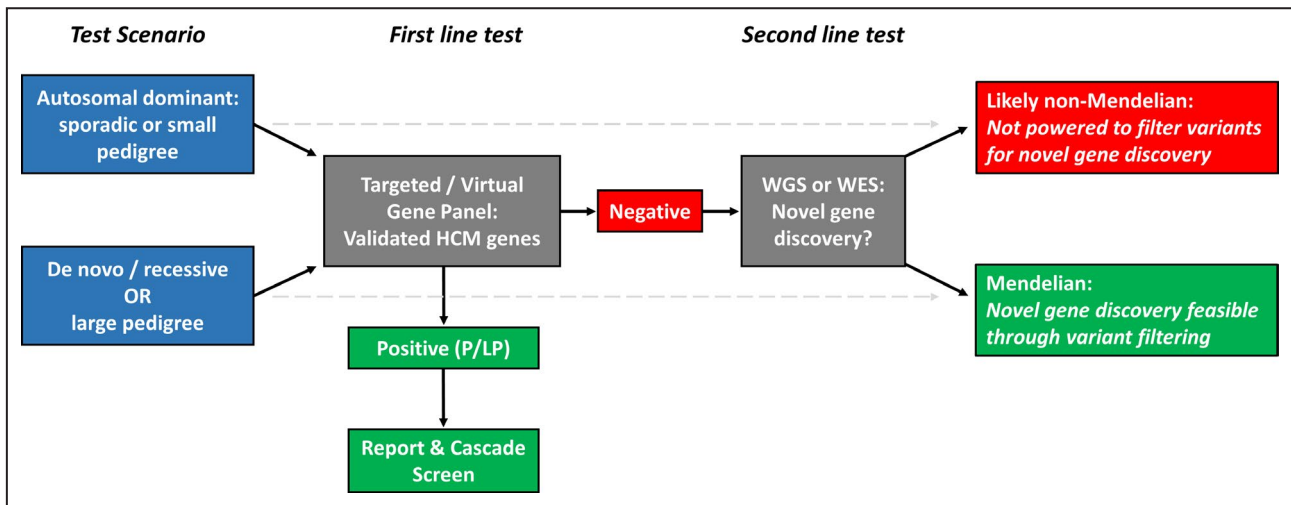 Test Scenario
First line test
Second line test
Autosomal dominant:
sporadic or small
pedigree
De novo / recessive
OR
large pedigree
Targeted / Virtual
Gene Panel:
Validated HCM genes
Negative
Positive (P/LP)
Report & Cascade
Screen
WGS or WES:
Novel gene
discovery?
Likely non-Mendelian:
Not powered to filter variants
for novel gene discovery
Mendelian:
Novel gene discovery feasible
through variant filtering